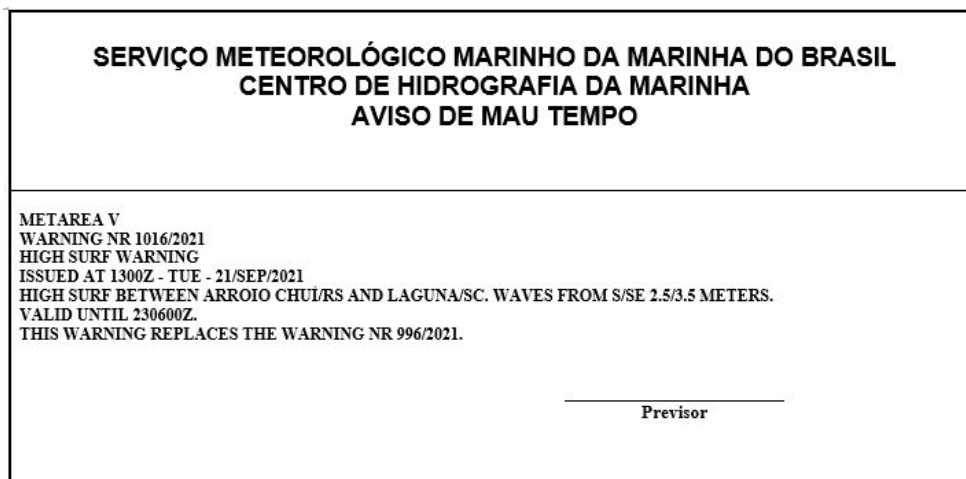 SERVIÇO METEOROLÓGICO MARINHO DA MARINHA DO BRASIL
CENTRO DE HIDROGRAFIA DA MARINHA
AVISO DE MAU TEMPO
METAREA V
WARNING NR 1016/2021
HIGH SURF WARNING
ISSUED AT 1300Z - TUE - 21/SEP/2021
HIGH SURF BETWEEN ARROIO CHUÍ/RS AND LAGUNA/SC. WAVES FROM S/SE 2.5/3.5 METERS.
VALID UNTIL 230600Z.
THIS WARNING REPLACES THE WARNING NR 996/2021.
Previsor